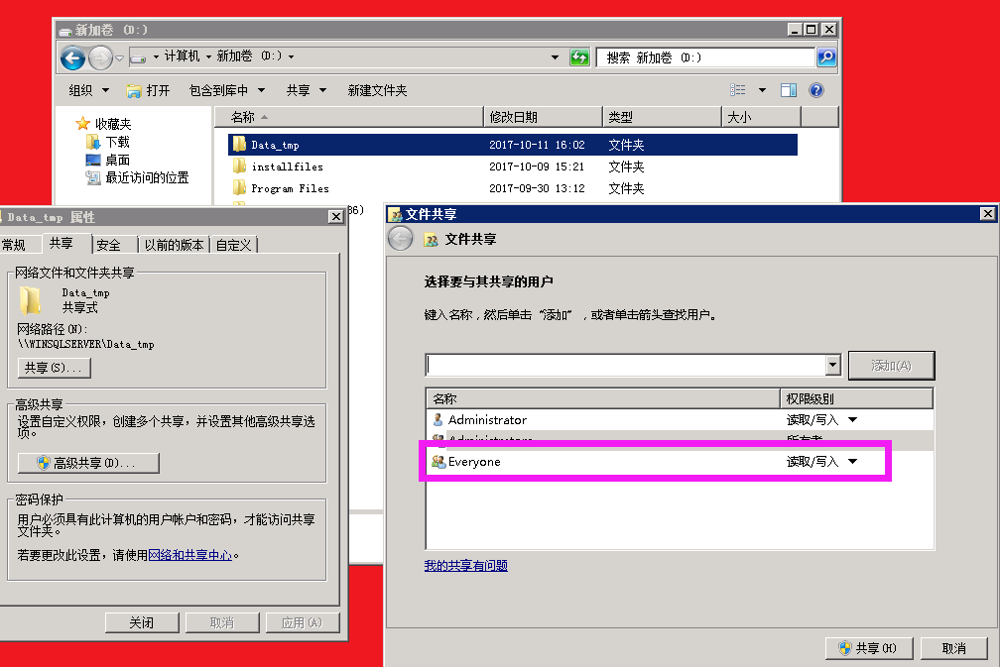 新加卷 (D:)
计算机 新加卷 (D:)
搜索 新加卷 (D:)
组织 打开 包含到库中 共享 新建文件夹
收藏夹
下载
桌面
最近访问的位置
名称 修改日期 类型 大小
Data_tmp 2017-10-11 16:02 文件夹
installfiles 2017-10-09 15:21 文件夹
Program Files 2017-09-30 13:12 文件夹
86)
Data_tmp 属性
常规 共享 安全 以前的版本 自定义
网络文件和文件夹共享
Data_tmp
共享式
网络路径(N):
\\WINSQLSERVER\Data_tmp
共享(S)...
高级共享
设置自定义权限，创建多个共享，并设置其他高级共享选
项。
高级共享(D)...
密码保护
用户必须具有此计算机的用户帐户和密码，才能访问共享
文件夹。
若要更改此设置，请使用网络和共享中心。
关闭 取消 应用(A)
文件共享
文件共享
选择要与其共享的用户
键入名称，然后单击“添加”，或者单击箭头查找用户。
添加(A)
名称 权限级别
Administrator 读取/写入
Administrators 所有者
Everyone 读取/写入
我的共享有问题
共享(H) 取消